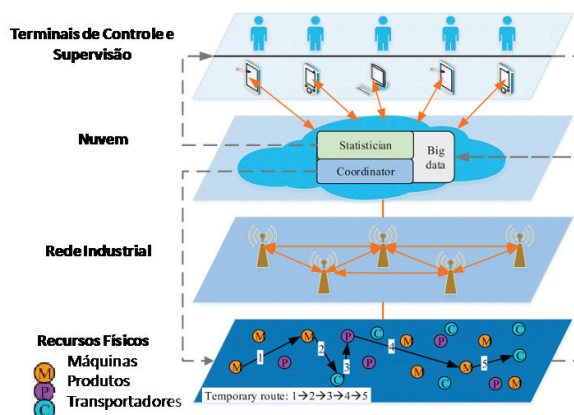 Terminais de Controle e
Supervisão
Nuvem
Statistician
Coordinator
Big
data
Rede Industrial
Recursos Físicos
M Máquinas
P Produtos
C Transportadores
M
M
P
C
M
P
C
M
P
C
M
C
M
C
P
M
1
2
3
4
5
Temporary route: 1→2→3→4→5